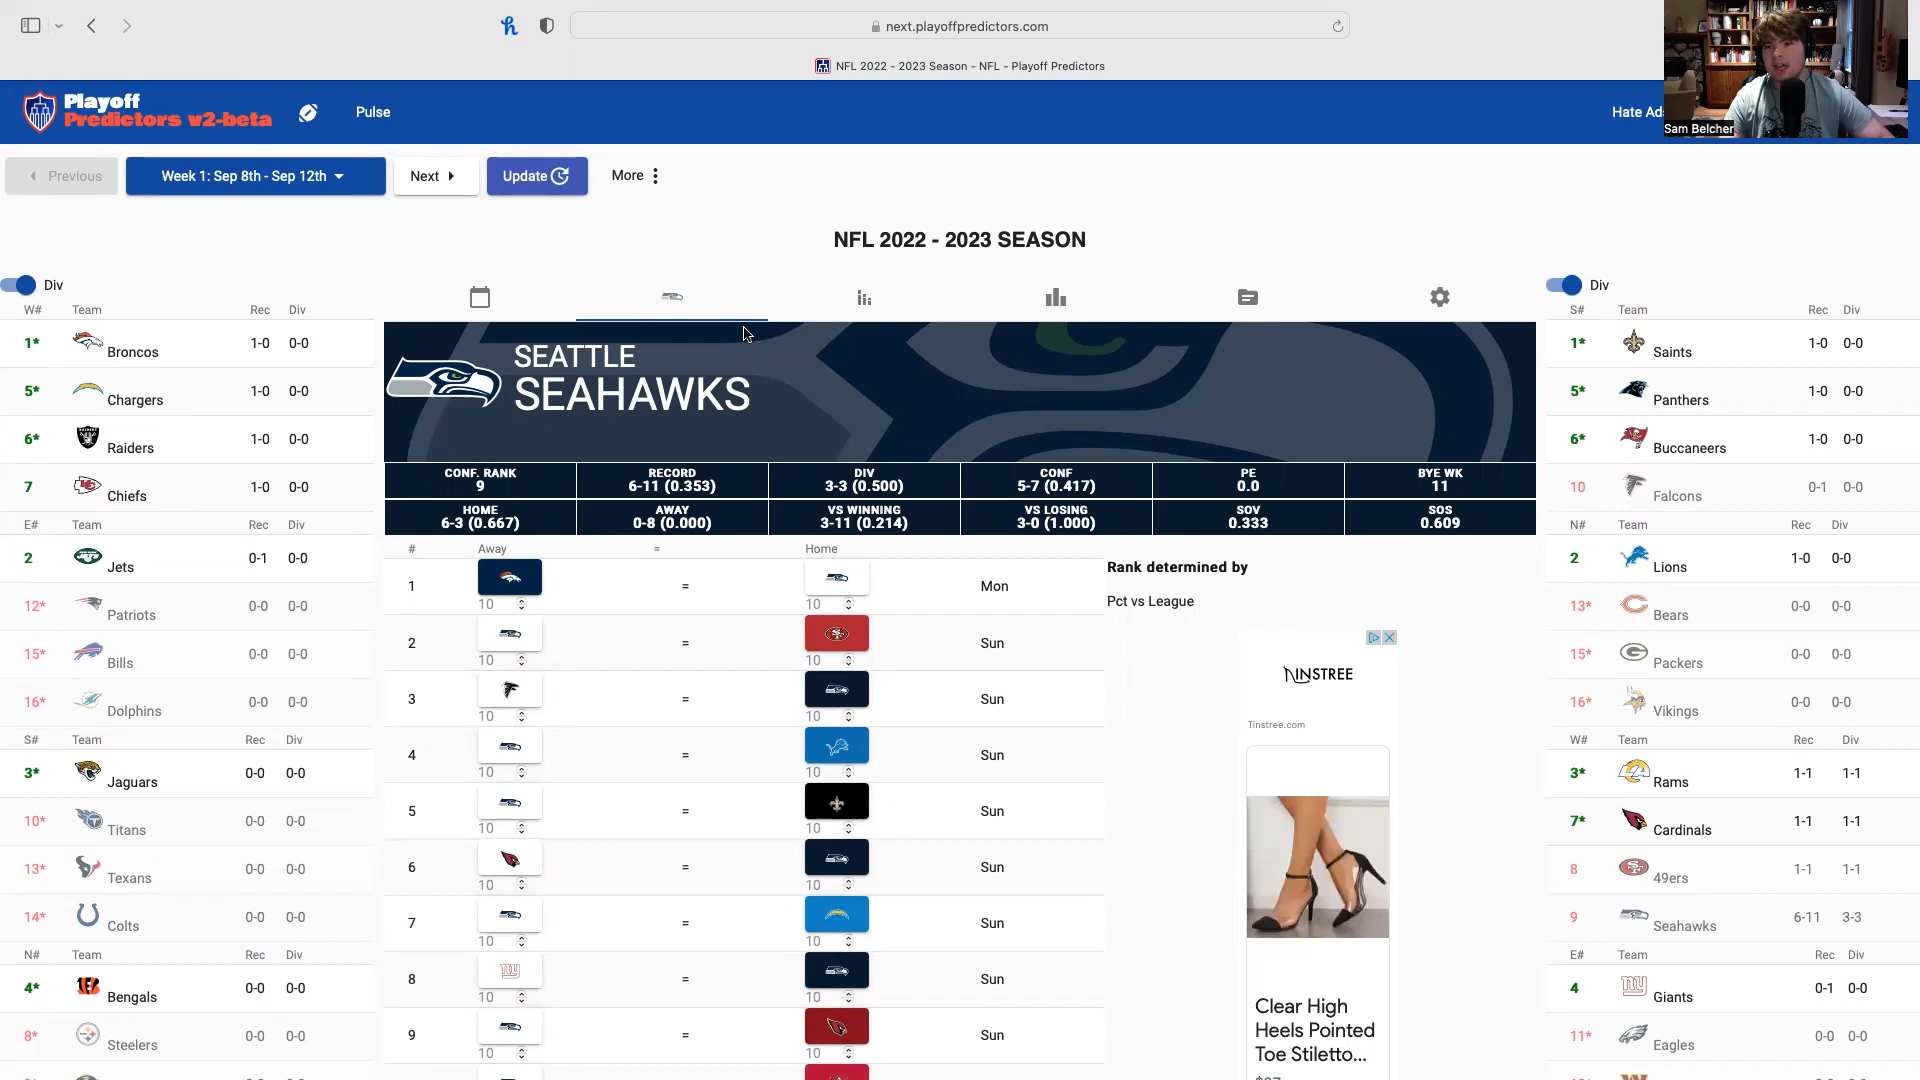 next.playoffpredictors.com
NFL 2022 - 2023 Season - NFL - Playoff Predictors
Playoff
Predictors v2-beta
Pulse
Hate Ad
Sam Belcher
Previous
Week 1: Sep 8th - Sep 12th
Next
Update
More
NFL 2022 - 2023 SEASON
Div
W# Team Rec Div
1* Broncos 1-0 0-0
5* Chargers 1-0 0-0
6* Raiders 1-0 0-0
7 Chiefs 1-0 0-0
E# Team Rec Div
2 Jets 0-1 0-0
12* Patriots 0-0 0-0
15* Bills 0-0 0-0
16* Dolphins 0-0 0-0
S# Team Rec Div
3* Jaguars 0-0 0-0
10* Titans 0-0 0-0
13* Texans 0-0 0-0
14* Colts 0-0 0-0
N# Team Rec Div
4* Bengals 0-0 0-0
8* Steelers 0-0 0-0
SEATTLE
SEAHAWKS
CONF. RANK RECORD DIV CONF PE BYE WK
9 6-11 (0.353) 3-3 (0.500) 5-7 (0.417) 0.0 11
HOME AWAY VS WINNING VS LOSING SOV SOS
6-3 (0.667) 0-8 (0.000) 3-11 (0.214) 3-0 (1.000) 0.333 0.609
# Away = Home
1 = Mon
10 10
2 = Sun
10 10
3 = Sun
10 10
4 = Sun
10 10
5 = Sun
10 10
6 = Sun
10 10
7 = Sun
10 10
8 ny = Sun
10 10
9 = Sun
10 10
Rank determined by
Pct vs League
TINSTREE
Tinstree.com
Clear High
Heels Pointed
Toe Stiletto...
Div
S# Team Rec Div
1* Saints 1-0 0-0
5* Panthers 1-0 0-0
6* Buccaneers 1-0 0-0
10 Falcons 0-1 0-0
N# Team Rec Div
2 Lions 1-0 0-0
13* Bears 0-0 0-0
15* Packers 0-0 0-0
16* Vikings 0-0 0-0
W# Team Rec Div
3* Rams 1-1 1-1
7* Cardinals 1-1 1-1
8 49ers 1-1 1-1
9 Seahawks 6-11 3-3
E# Team Rec Div
4 ny Giants 0-1 0-0
11* Eagles 0-0 0-0